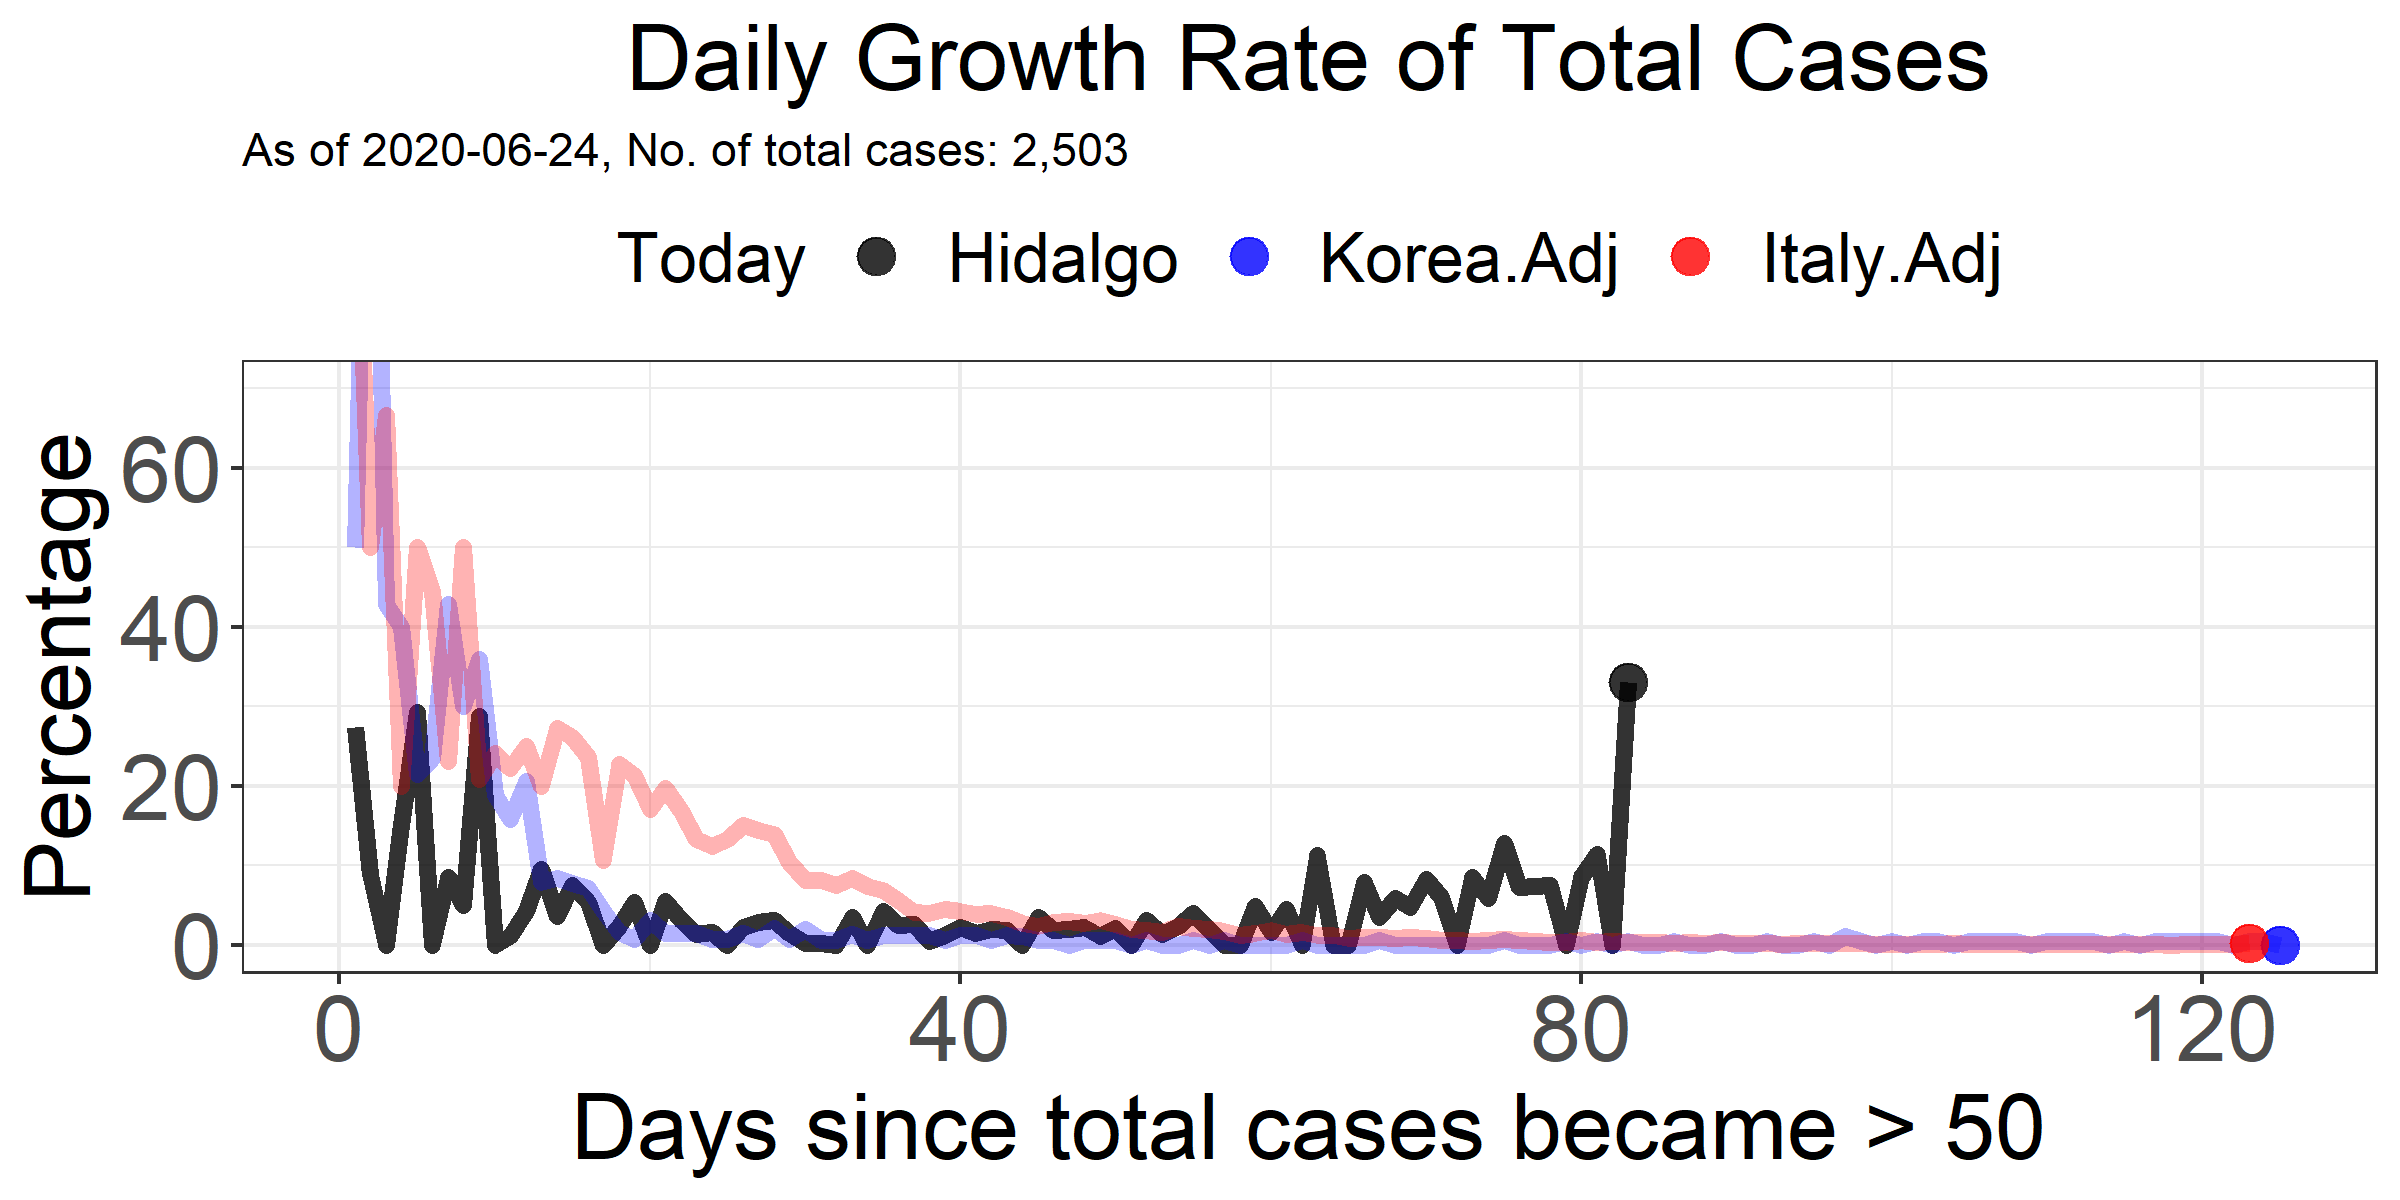 Daily Growth Rate of Total Cases
As of 2020-06-24, No. of total cases: 2,503
Today Hidalgo Korea.Adj Italy.Adj
Percentage
60
40
20
0
0 40 80 120
Days since total cases became > 50